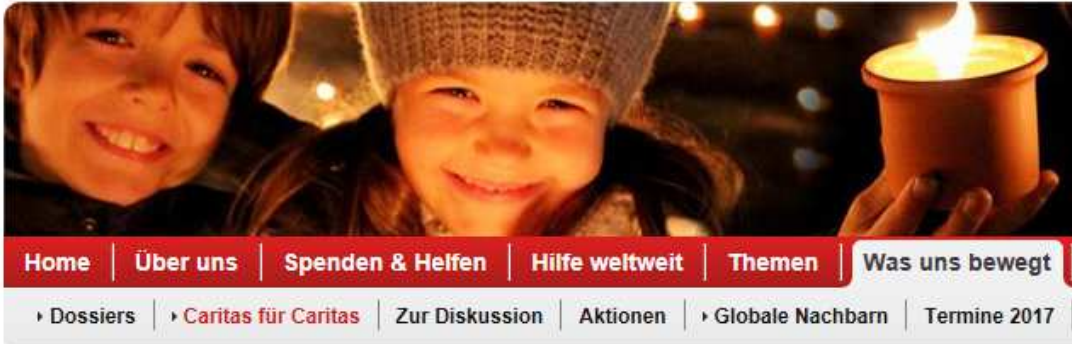 Home Über uns Spenden & Helfen Hilfe weltweit Themen Was uns bewegt
Dossiers Caritas für Caritas Zur Diskussion Aktionen Globale Nachbarn Termine 2017